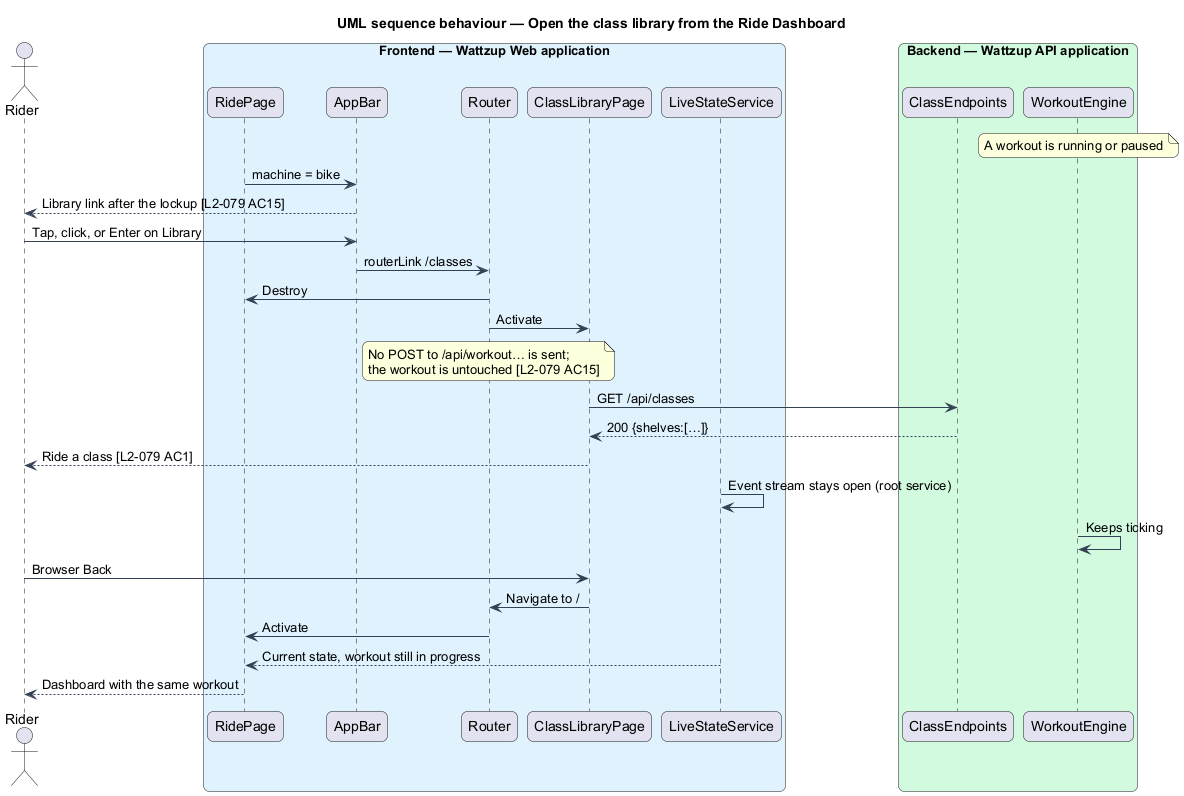 UML sequence behaviour — Open the class library from the Ride Dashboard
Frontend — Wattzup Web application
Backend — Wattzup API application
Rider
RidePage
AppBar
Router
ClassLibraryPage
LiveStateService
ClassEndpoints
WorkoutEngine
A workout is running or paused
machine = bike
Library link after the lockup [L2-079 AC15]
Tap, click, or Enter on Library
routerLink /classes
Destroy
Activate
No POST to /api/workout… is sent;
the workout is untouched [L2-079 AC15]
GET /api/classes
200 {shelves:[…]}
Ride a class [L2-079 AC1]
Event stream stays open (root service)
Keeps ticking
Browser Back
Navigate to /
Activate
Current state, workout still in progress
Dashboard with the same workout
Rider
RidePage
AppBar
Router
ClassLibraryPage
LiveStateService
ClassEndpoints
WorkoutEngine